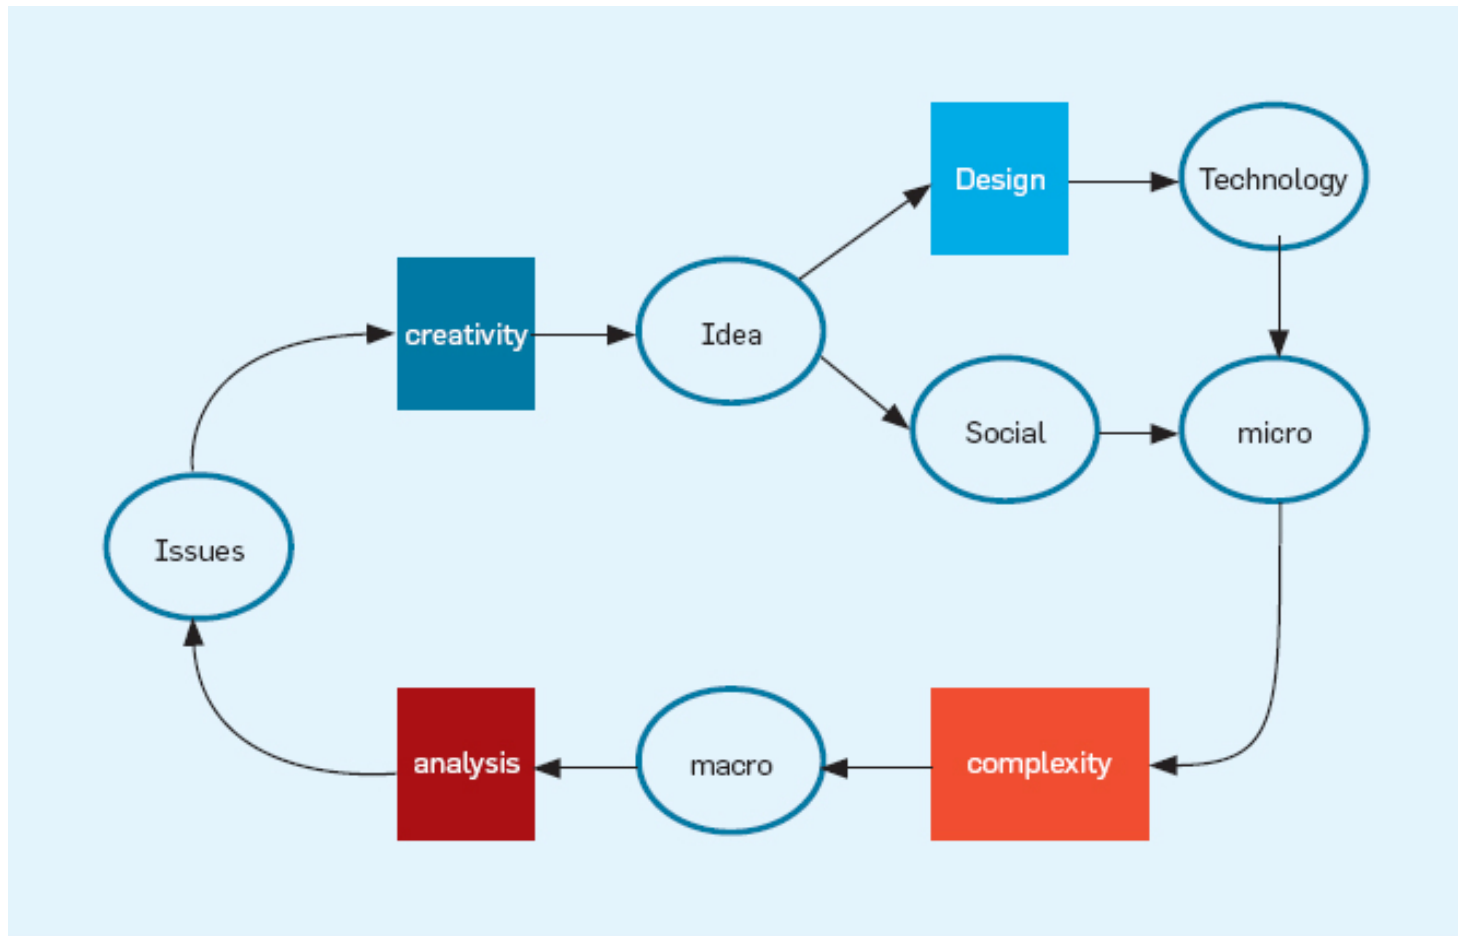 Design
Technology
creativity
Idea
Social
micro
Issues
analysis
macro
complexity